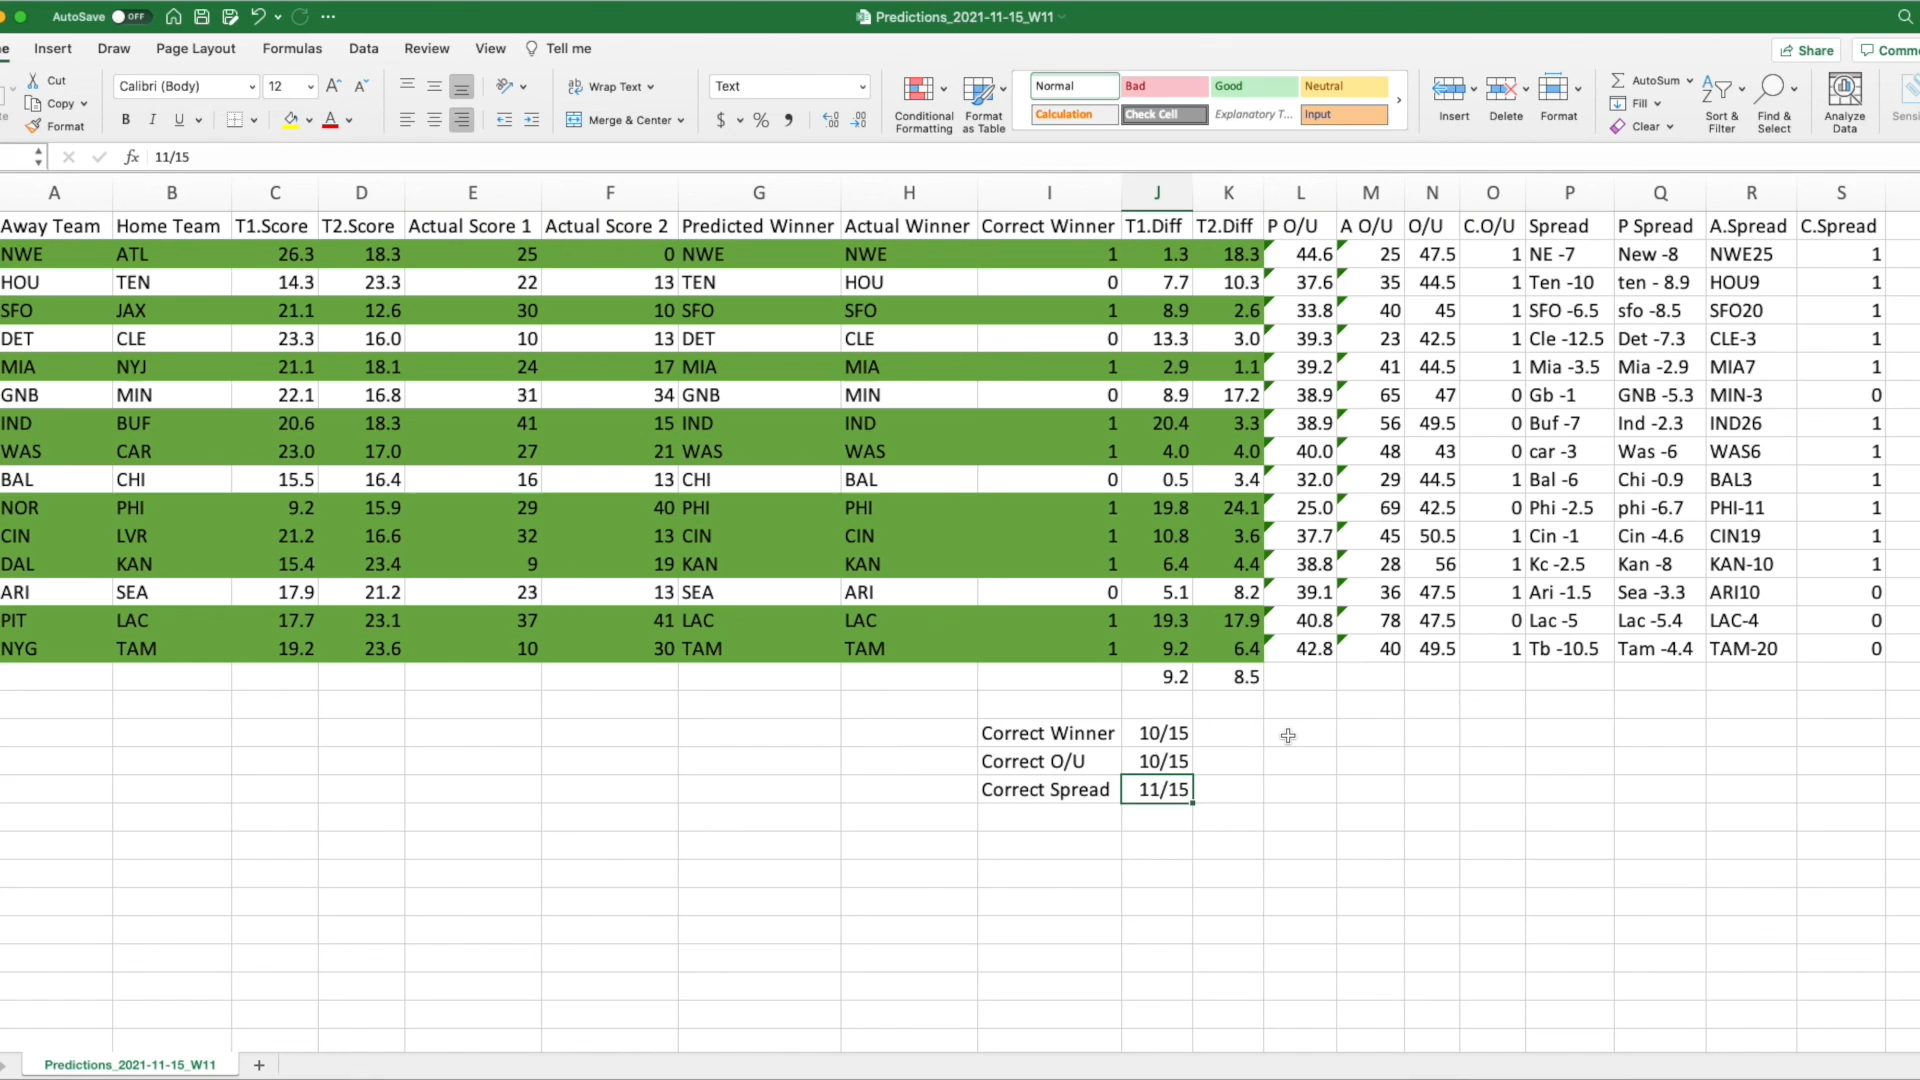 AutoSave OFF Predictions_2021-11-15_W11
Insert Draw Page Layout Formulas Data Review View Tell me Share
Cut Calibri (Body) 12 Wrap Text Text Normal Bad Good Neutral AutoSum
Copy Fill
Format B I U Merge & Center $ % Conditional Formatting Format as Table Calculation Check Cell Explanatory T... Input Insert Delete Format Clear Sort & Filter Find & Select Analyze Data
fx 11/15
A B C D E F G H I J K L M N O P Q R S
Away Team Home Team T1.Score T2.Score Actual Score 1 Actual Score 2 Predicted Winner Actual Winner Correct Winner T1.Diff T2.Diff P O/U A O/U O/U C.O/U Spread P Spread A.Spread C.Spread
NWE ATL 26.3 18.3 25 0 NWE NWE 1 1.3 18.3 44.6 25 47.5 1 NE -7 New -8 NWE25 1
HOU TEN 14.3 23.3 22 13 TEN HOU 0 7.7 10.3 37.6 35 44.5 1 Ten -10 ten - 8.9 HOU9 1
SFO JAX 21.1 12.6 30 10 SFO SFO 1 8.9 2.6 33.8 40 45 1 SFO -6.5 sfo -8.5 SFO20 1
DET CLE 23.3 16.0 10 13 DET CLE 0 13.3 3.0 39.3 23 42.5 1 Cle -12.5 Det -7.3 CLE-3 1
MIA NYJ 21.1 18.1 24 17 MIA MIA 1 2.9 1.1 39.2 41 44.5 1 Mia -3.5 Mia -2.9 MIA7 1
GNB MIN 22.1 16.8 31 34 GNB MIN 0 8.9 17.2 38.9 65 47 0 Gb -1 GNB -5.3 MIN-3 0
IND BUF 20.6 18.3 41 15 IND IND 1 20.4 3.3 38.9 56 49.5 0 Buf -7 Ind -2.3 IND26 1
WAS CAR 23.0 17.0 27 21 WAS WAS 1 4.0 4.0 40.0 48 43 0 car -3 Was -6 WAS6 1
BAL CHI 15.5 16.4 16 13 CHI BAL 0 0.5 3.4 32.0 29 44.5 1 Bal -6 Chi -0.9 BAL3 1
NOR PHI 9.2 15.9 29 40 PHI PHI 1 19.8 24.1 25.0 69 42.5 0 Phi -2.5 phi -6.7 PHI-11 1
CIN LVR 21.2 16.6 32 13 CIN CIN 1 10.8 3.6 37.7 45 50.5 1 Cin -1 Cin -4.6 CIN19 1
DAL KAN 15.4 23.4 9 19 KAN KAN 1 6.4 4.4 38.8 28 56 1 Kc -2.5 Kan -8 KAN-10 1
ARI SEA 17.9 21.2 23 13 SEA ARI 0 5.1 8.2 39.1 36 47.5 1 Ari -1.5 Sea -3.3 ARI10 0
PIT LAC 17.7 23.1 37 41 LAC LAC 1 19.3 17.9 40.8 78 47.5 0 Lac -5 Lac -5.4 LAC-4 0
NYG TAM 19.2 23.6 10 30 TAM TAM 1 9.2 6.4 42.8 40 49.5 1 Tb -10.5 Tam -4.4 TAM-20 0
9.2 8.5
Correct Winner 10/15
Correct O/U 10/15
Correct Spread 11/15
Predictions_2021-11-15_W11 +